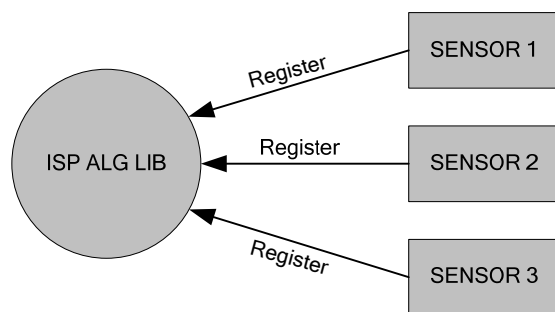 SENSOR 1
Register
ISP ALG LIB
Register
SENSOR 2
Register
SENSOR 3